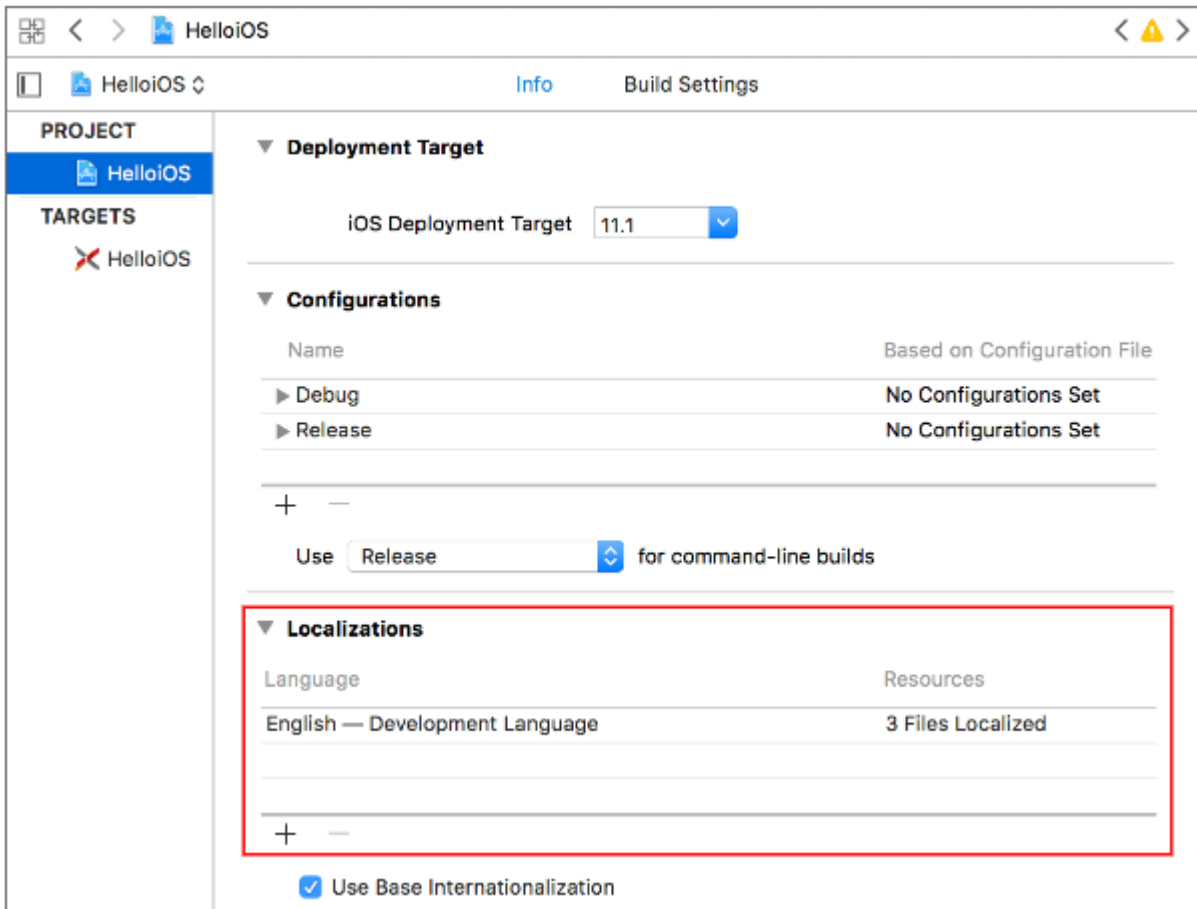 HelloiOS
HelloiOS Info Build Settings
PROJECT
HelloiOS
TARGETS
HelloiOS
Deployment Target
iOS Deployment Target 11.1
Configurations
Name Based on Configuration File
Debug No Configurations Set
Release No Configurations Set
+ —
Use Release for command-line builds
Localizations
Language Resources
English — Development Language 3 Files Localized
+ —
Use Base Internationalization